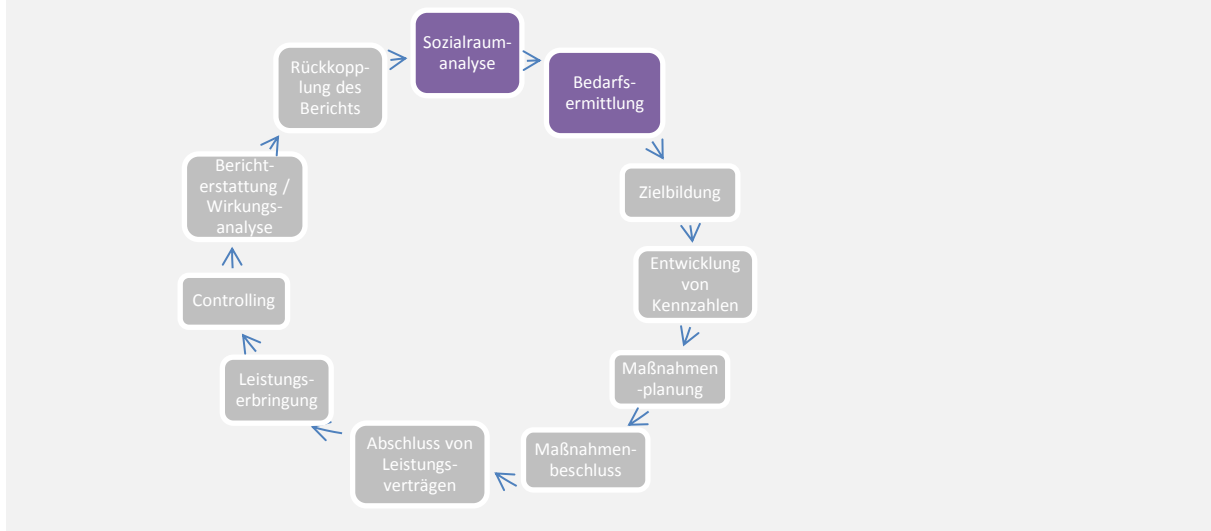 Sozialraum-
analyse
Bedarfs-
ermittlung
Zielbildung
Entwicklung
von
Kennzahlen
Maßnahmen
-planung
Maßnahmen-
beschluss
Abschluss von
Leistungs-
verträgen
Leistungs-
erbringung
Controlling
Bericht-
erstattung /
Wirkungs-
analyse
Rückkopp-
lung des
Berichts